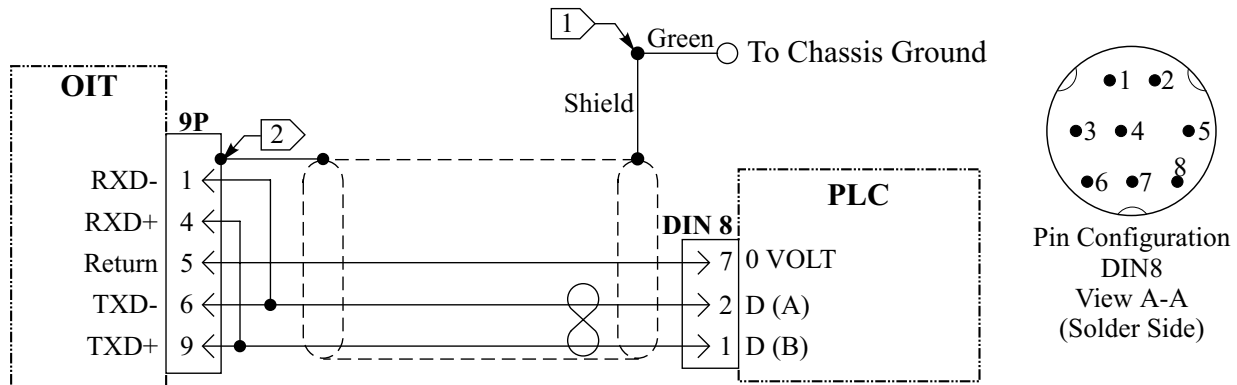 1
Green
To Chassis Ground
Shield
OIT
9P
2
RXD- 1
RXD+ 4
Return 5
TXD- 6
TXD+ 9
PLC
DIN 8
7 0 VOLT
2 D (A)
1 D (B)
1 2
3 4 5
6 7 8
Pin Configuration
DIN8
View A-A
(Solder Side)